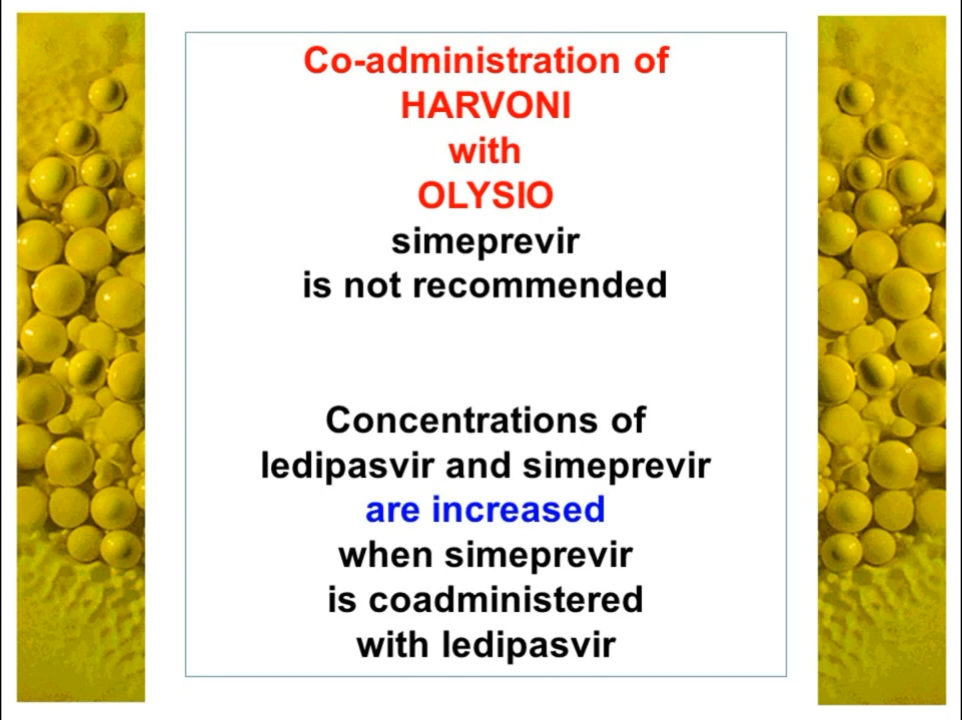 Co-administration of
HARVONI
with
OLYSIO
simeprevir
is not recommended
Concentrations of
ledipasvir and simeprevir
are increased
when simeprevir
is coadministered
with ledipasvir